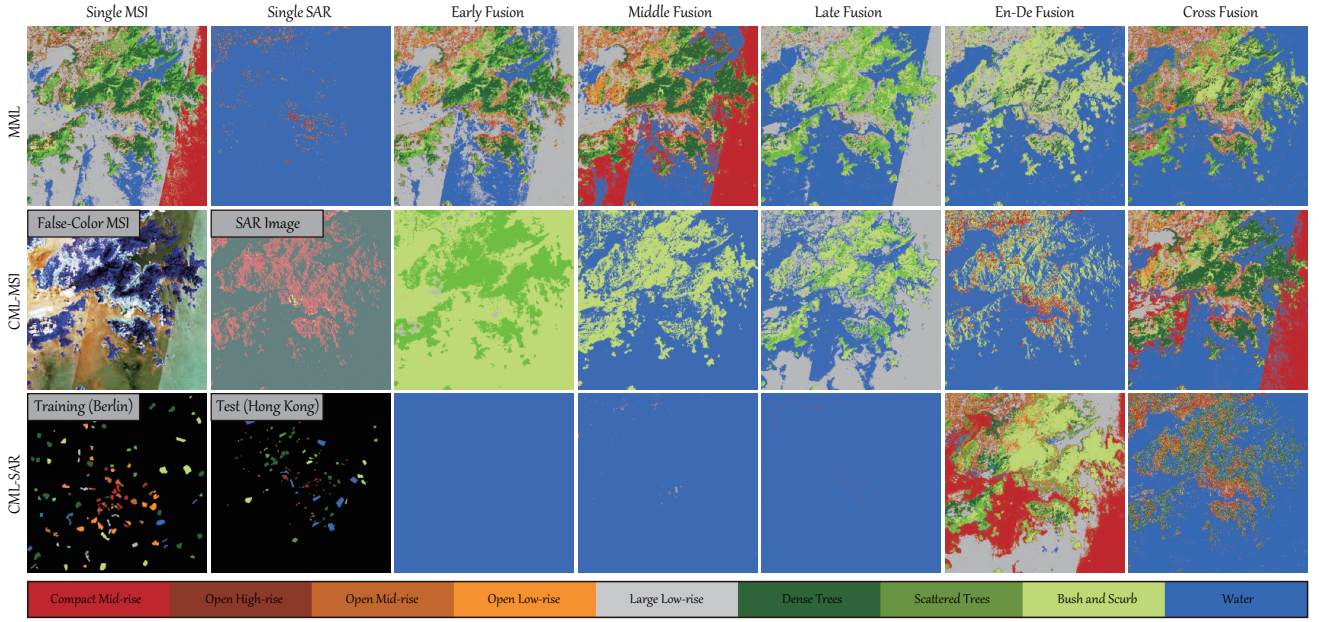 Single MSI
Single SAR
Early Fusion
Middle Fusion
Late Fusion
En-De Fusion
Cross Fusion
MML
CML-MSI
False-Color MSI
SAR Image
CML-SAR
Training (Berlin)
Test (Hong Kong)
Compact Mid-rise
Open High-rise
Open Mid-rise
Open Low-rise
Large Low-rise
Dense Trees
Scattered Trees
Bush and Scurb
Water